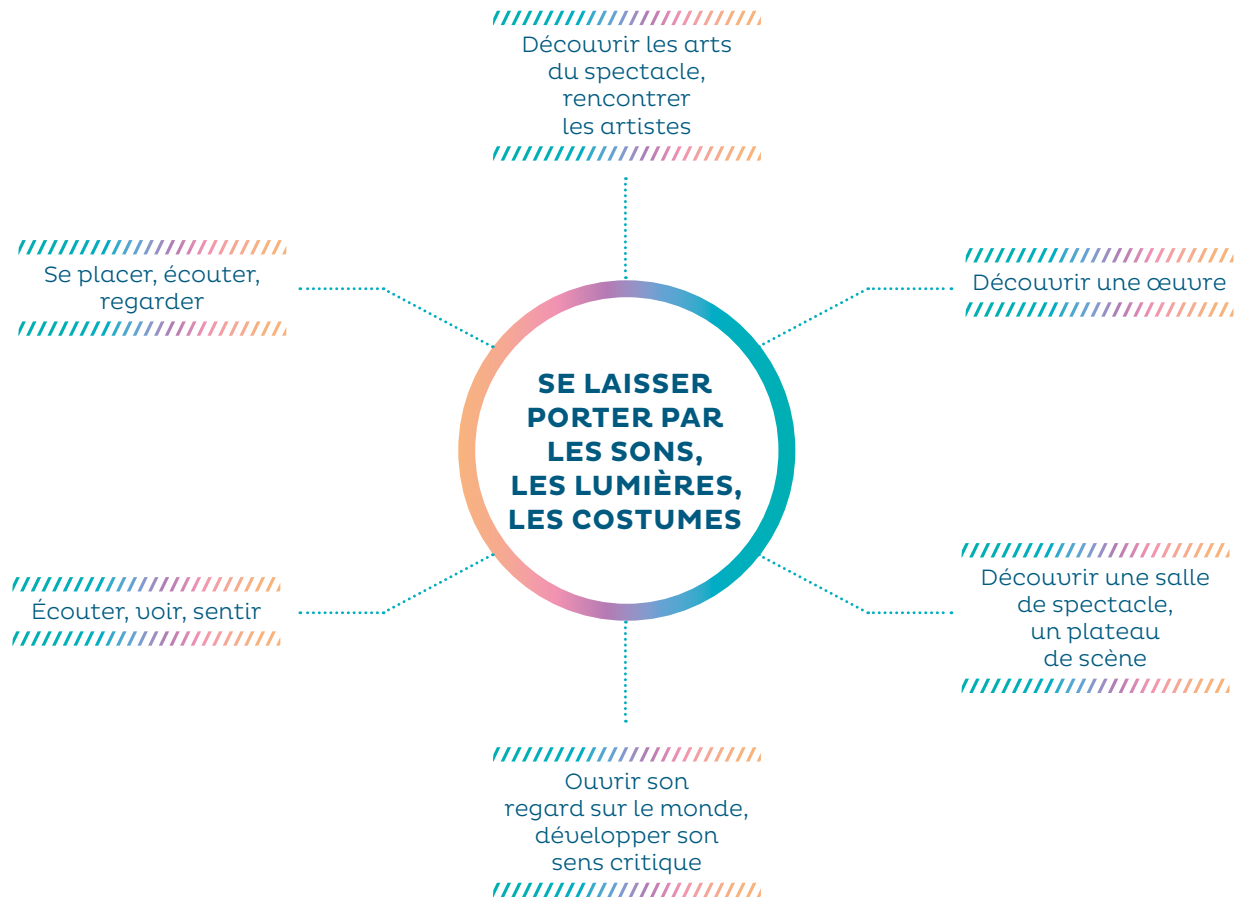 Découvrir les arts
du spectacle,
rencontrer
les artistes
Se placer, écouter,
regarder
Découvrir une œuvre
SE LAISSER
PORTER PAR
LES SONS,
LES LUMIÈRES,
LES COSTUMES
Écouter, voir, sentir
Découvrir une salle
de spectacle,
un plateau
de scène
Ouvrir son
regard sur le monde,
développer son
sens critique